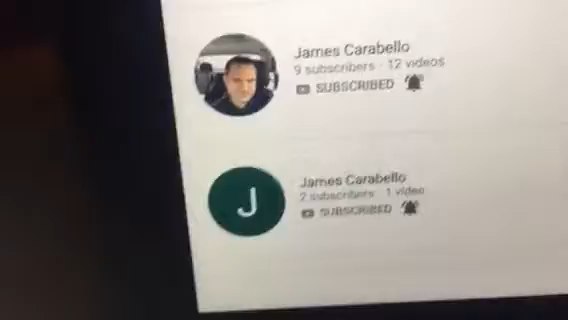 James Carabello
9 subscribers · 12 videos
SUBSCRIBED
J
James Carabello
2 subscribers · 1 video
SUBSCRIBED